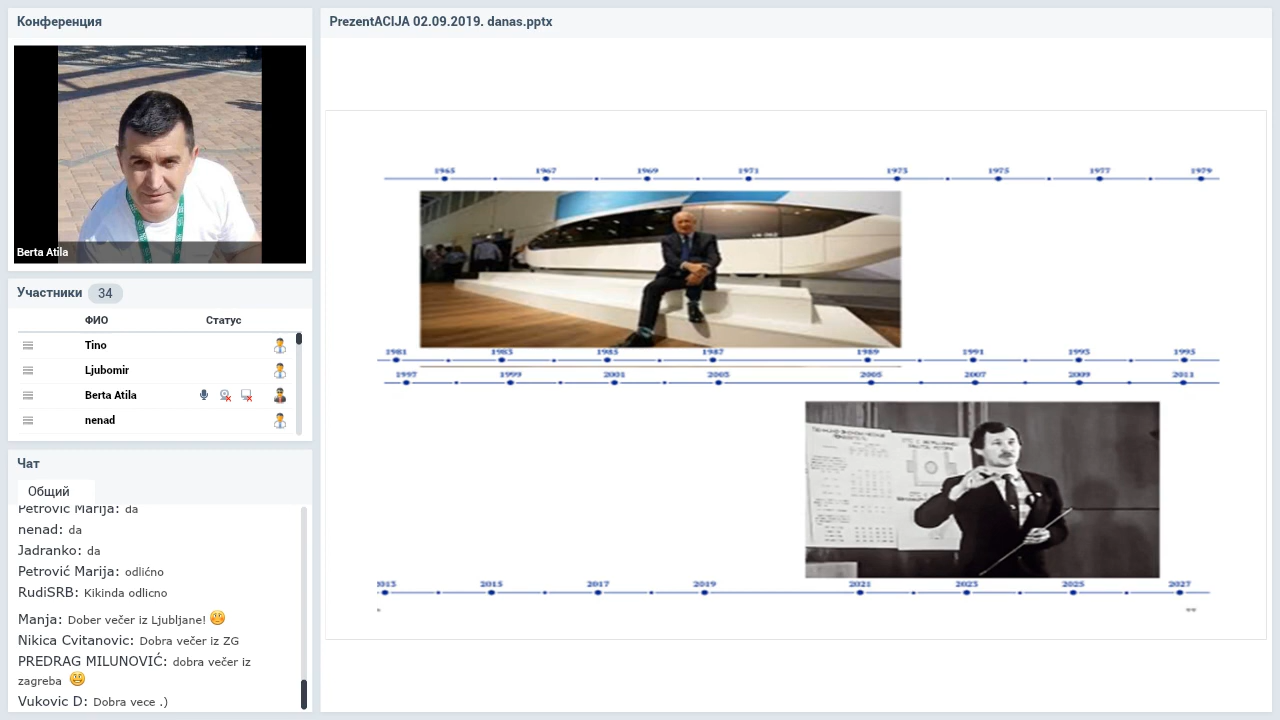 Конференция
Berta Atila
Участники 34
ФИО Статус
Tino
Ljubomir
Berta Atila
nenad
Чат
Общий
Petrović Marija: da
nenad: da
Jadranko: da
Petrović Marija: odlićno
RudiSRB: Kikinda odlicno
Manja: Dober večer iz Ljubljane!
Nikica Cvitanovic: Dobra večer iz ZG
PREDRAG MILUNOVIĆ: dobra večer iz
zagreba
Vukovic D: Dobra vece .)
PrezentACIJA 02.09.2019. danas.pptx
1965 1967 1969 1971 1973 1975 1977 1979
1981 1983 1985 1987 1989 1991 1993 1995
1997 1999 2001 2003 2005 2007 2009 2011
2013 2015 2017 2019 2021 2023 2025 2027